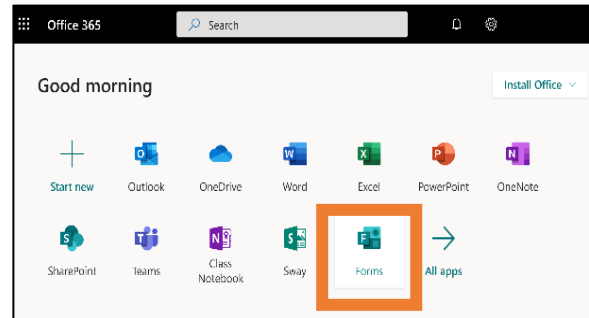 Office 365
Search
Good morning
Install Office
Start new
Outlook
OneDrive
Word
Excel
PowerPoint
OneNote
SharePoint
Teams
Class
Notebook
Sway
Forms
All apps